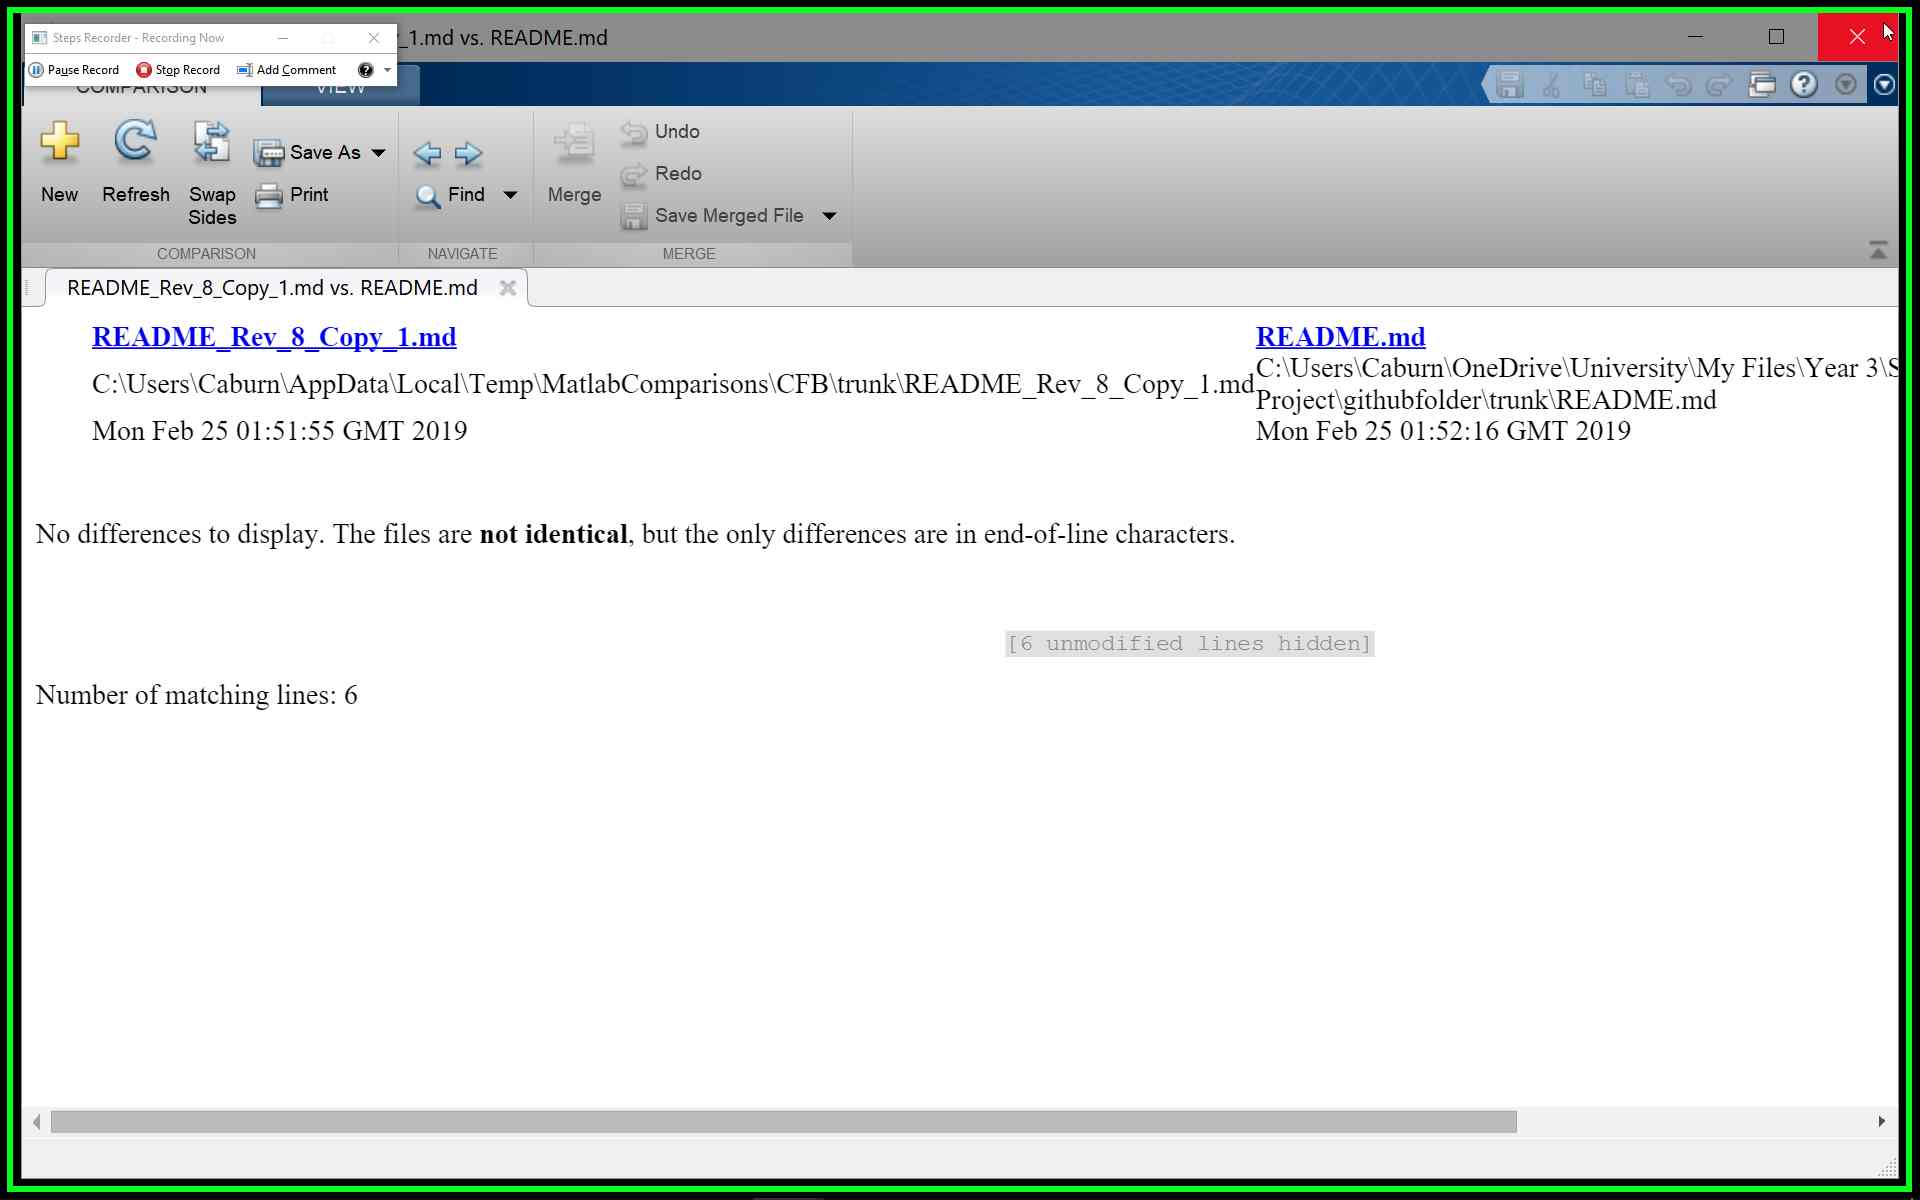 Steps Recorder - Recording Now
_1.md vs. README.md
Pause Record Stop Record Add Comment
COMPARISON VIEW
New
Refresh
Swap
Sides
Save As
Print
COMPARISON
Find
NAVIGATE
Merge
Undo
Redo
Save Merged File
MERGE
README_Rev_8_Copy_1.md vs. README.md
README_Rev_8_Copy_1.md
C:\Users\Caburn\AppData\Local\Temp\MatlabComparisons\CFB\trunk\README_Rev_8_Copy_1.md
Mon Feb 25 01:51:55 GMT 2019
README.md
C:\Users\Caburn\OneDrive\University\My Files\Year 3\S
Project\githubfolder\trunk\README.md
Mon Feb 25 01:52:16 GMT 2019
No differences to display. The files are not identical, but the only differences are in end-of-line characters.
[6 unmodified lines hidden]
Number of matching lines: 6